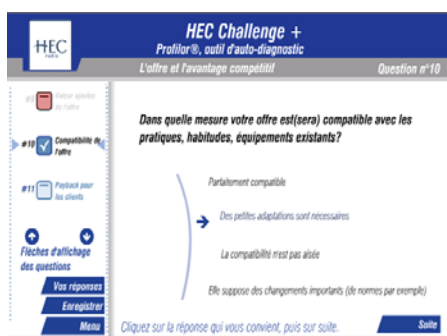 HEC
PARIS
HEC Challenge +
Profilor®, outil d'auto-diagnostic
L'offre et l'avantage compétitif
Question n°10
Valeur ajoutée
de l'offre
#10
Compatibilité de
l'offre
#11
Payback pour
les clients
Flèches d'affichage
des questions
Vos réponses
Enregistrer
Menu
Dans quelle mesure votre offre est(sera) compatible avec les
pratiques, habitudes, équipements existants?
Parfaitement compatible
Des petites adaptations sont nécessaires
La compatibilité n'est pas aisée
Elle suppose des changements importants (de normes par exemple)
Cliquez sur la réponse qui vous convient, puis sur suite.
Suite